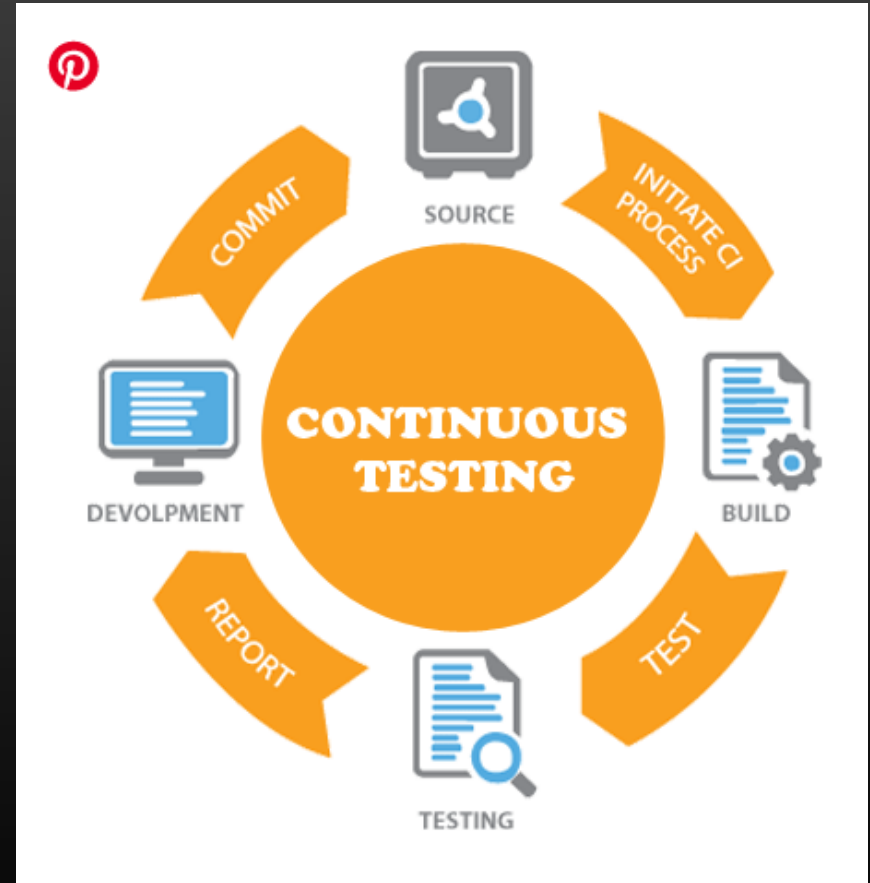 SOURCE
COMMIT
INITIATE CI
PROCESS
CONTINUOUS
TESTING
DEVOLPMENT
BUILD
REPORT
TEST
TESTING